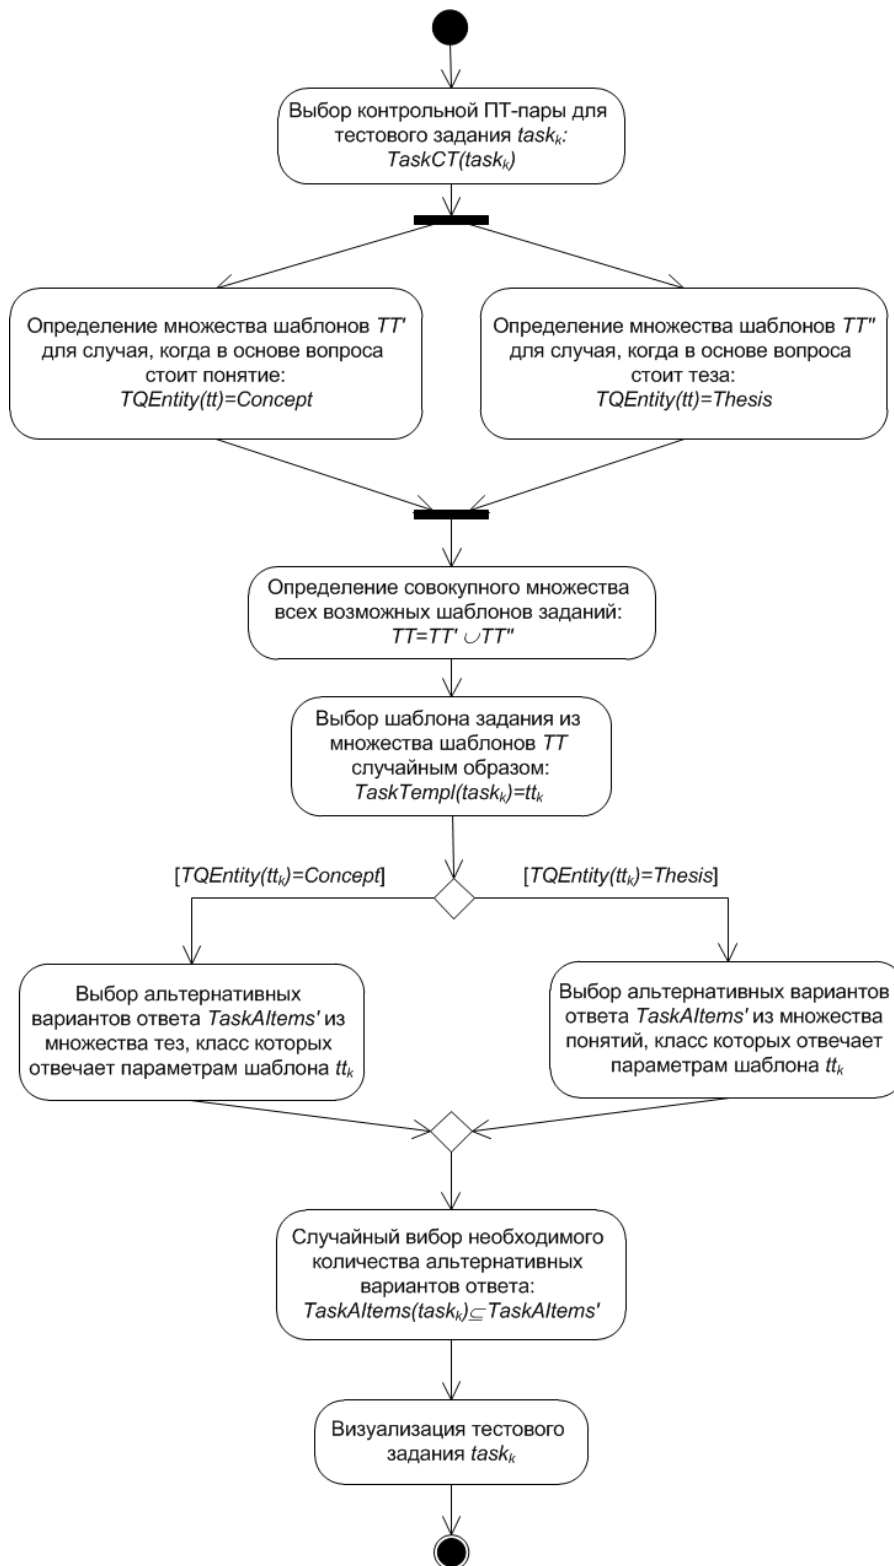 Выбор контрольной ПТ-пары для
тестового задания taskₖ:
TaskCT(taskₖ)
Определение множества шаблонов TT'
для случая, когда в основе вопроса
стоит понятие:
TQEntity(tt)=Concept
Определение множества шаблонов TT"
для случая, когда в основе вопроса
стоит теза:
TQEntity(tt)=Thesis
Определение совокупного множества
всех возможных шаблонов заданий:
TT=TT' ∪TT"
Выбор шаблона задания из
множества шаблонов TT
случайным образом:
TaskTempl(taskₖ)=ttₖ
[TQEntity(ttₖ)=Concept]
[TQEntity(ttₖ)=Thesis]
Выбор альтернативных
вариантов ответа TaskAItems' из
множества тез, класс которых
отвечает параметрам шаблона ttₖ
Выбор альтернативных вариантов
ответа TaskAItems' из множества
понятий, класс которых отвечает
параметрам шаблона ttₖ
Случайный вибор необходимого
количества альтернативных
вариантов ответа:
TaskAItems(taskₖ)⊆TaskAItems'
Визуализация тестового
задания taskₖ